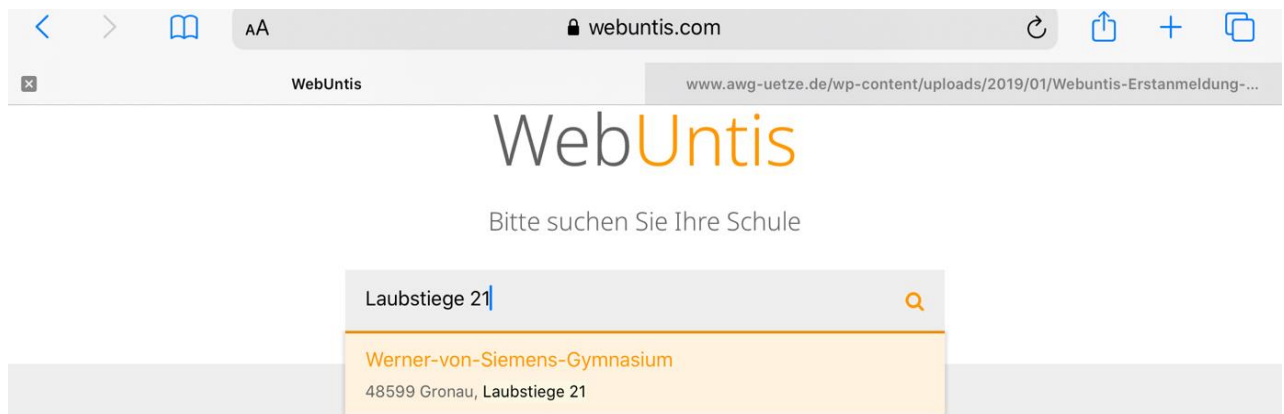 AA
webuntis.com
WebUntis
www.awg-uetze.de/wp-content/uploads/2019/01/Webuntis-Erstanmeldung-...
WebUntis
Bitte suchen Sie Ihre Schule
Laubstiege 21
Werner-von-Siemens-Gymnasium
48599 Gronau, Laubstiege 21